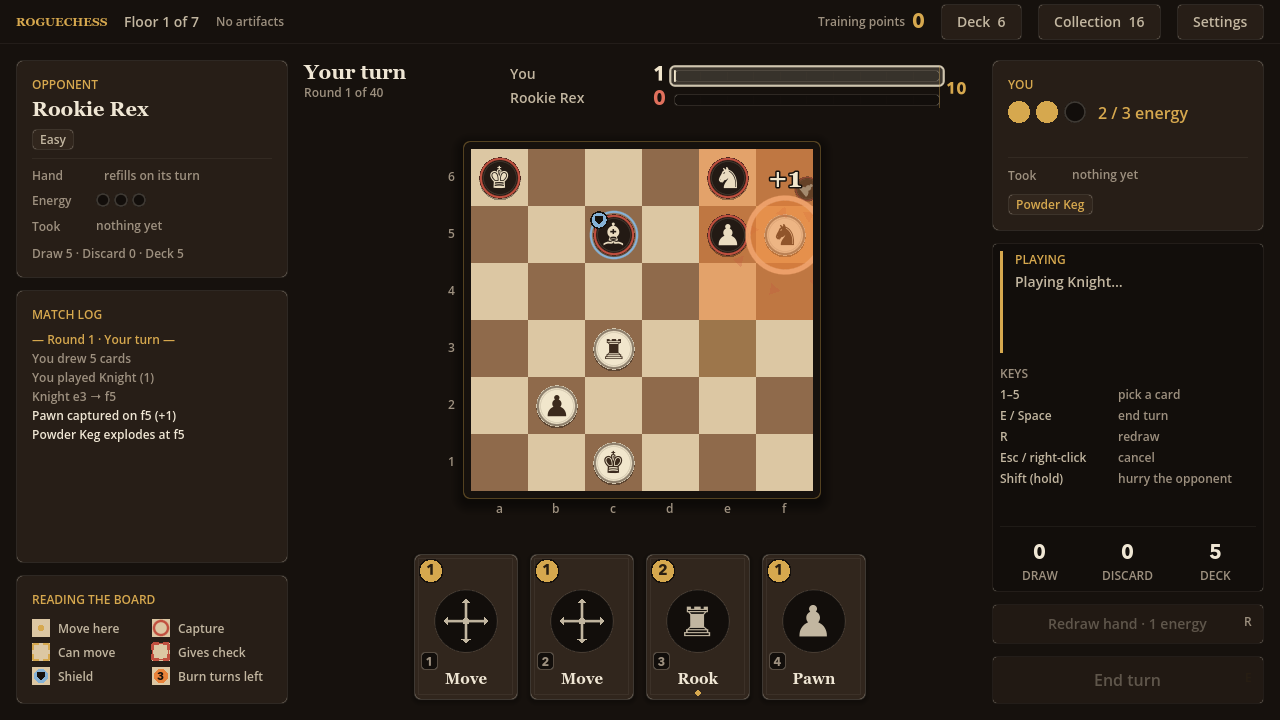 ROGUECHESS
Floor 1 of 7
No artifacts
Training points 0
Deck 6
Collection 16
Settings
OPPONENT
Rookie Rex
Easy
Hand refills on its turn
Energy
Took nothing yet
Draw 5 · Discard 0 · Deck 5
MATCH LOG
— Round 1 · Your turn —
You drew 5 cards
You played Knight (1)
Knight e3 → f5
Pawn captured on f5 (+1)
Powder Keg explodes at f5
READING THE BOARD
Move here
Capture
Can move
Gives check
Shield
3 Burn turns left
Your turn
Round 1 of 40
You 1
Rookie Rex 0
10
+1
6
5
4
3
2
1
a b c d e f
1
1
Move
1
2
Move
2
3
Rook
1
4
Pawn
YOU
2 / 3 energy
Took nothing yet
Powder Keg
PLAYING
Playing Knight...
KEYS
1–5 pick a card
E / Space end turn
R redraw
Esc / right-click cancel
Shift (hold) hurry the opponent
0 0 5
DRAW DISCARD DECK
Redraw hand · 1 energy R
End turn